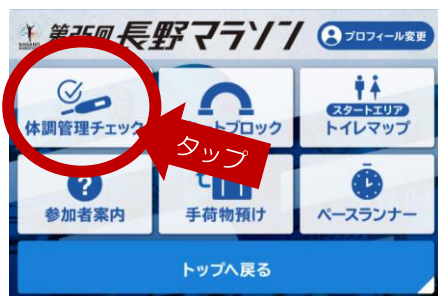 第25回長野マラソン
プロフィール変更
体調管理チェック
トブロック
スタートエリア
トイレマップ
タップ
参加者案内
手荷物預け
ペースランナー
トップへ戻る